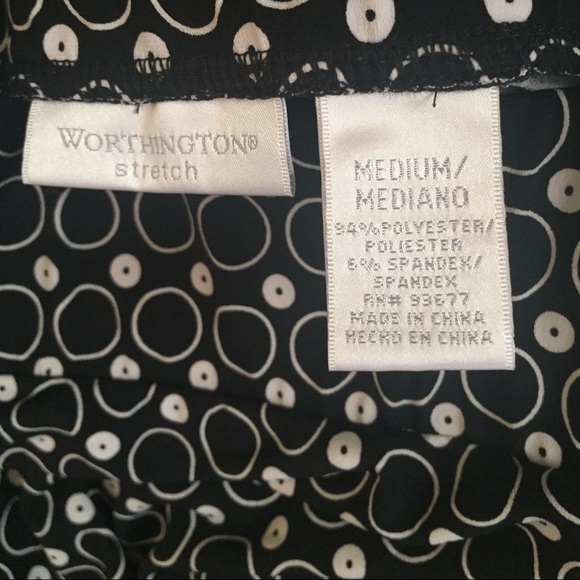 WORTHINGTON®
stretch
MEDIUM/
MEDIANO
94%POLYESTER/
POLIESTER
6% SPANDEX/
SPANDEX
RN# 93677
MADE IN CHINA
HECHO EN CHINA